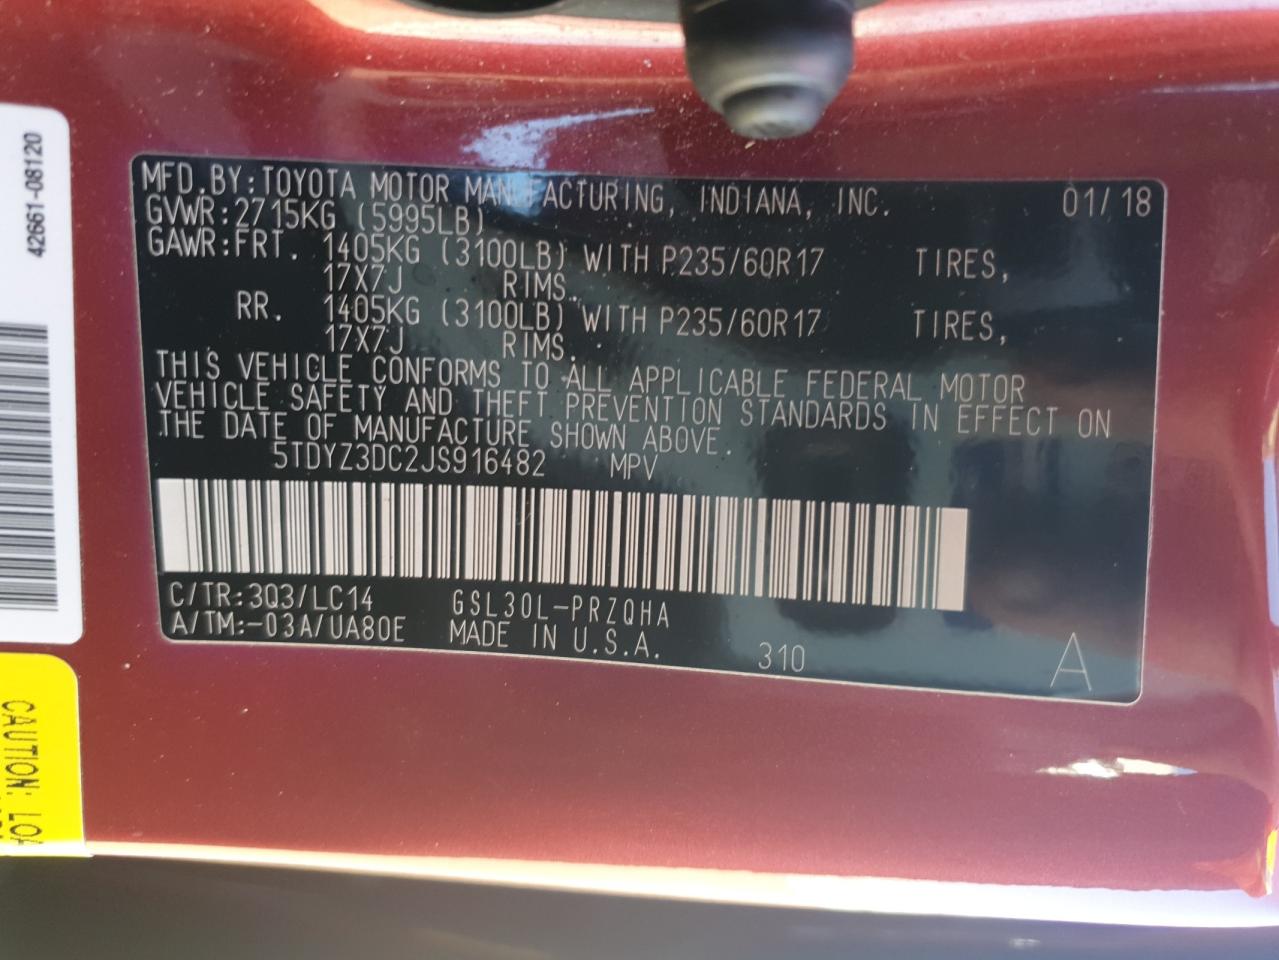 MFD.BY:TOYOTA MOTOR MANUFACTURING, INDIANA, INC. 01/18
GVWR:2715KG (5995LB)
GAWR:FRT. 1405KG (3100LB) WITH P235/60R17 TIRES,
17X7J RIMS.
RR. 1405KG (3100LB) WITH P235/60R17 TIRES,
17X7J RIMS.
THIS VEHICLE CONFORMS TO ALL APPLICABLE FEDERAL MOTOR
VEHICLE SAFETY AND THEFT PREVENTION STANDARDS IN EFFECT ON
THE DATE OF MANUFACTURE SHOWN ABOVE.
5TDYZ3DC2JS916482 MPV
C/TR:3Q3/LC14 GSL30L-PRZQHA
A/TM:-03A/UA80E MADE IN U.S.A. 310 A
42661-08120
CAUTION: